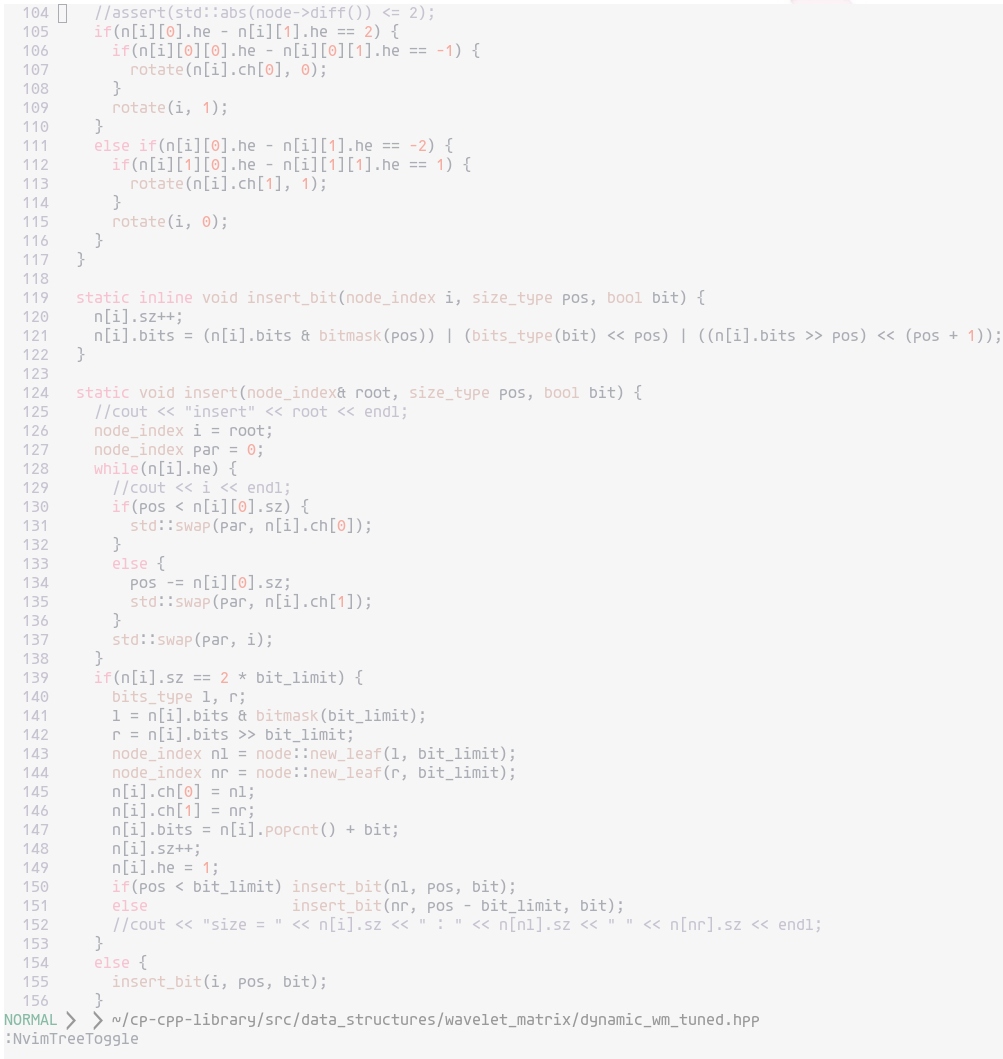 104     //assert(std::abs(node->diff()) <= 2);
105     if(n[i][0].he - n[i][1].he == 2) {
106       if(n[i][0][0].he - n[i][0][1].he == -1) {
107         rotate(n[i].ch[0], 0);
108       }
109       rotate(i, 1);
110     }
111     else if(n[i][0].he - n[i][1].he == -2) {
112       if(n[i][1][0].he - n[i][1][1].he == 1) {
113         rotate(n[i].ch[1], 1);
114       }
115       rotate(i, 0);
116     }
117   }
118
119   static inline void insert_bit(node_index i, size_type pos, bool bit) {
120     n[i].sz++;
121     n[i].bits = (n[i].bits & bitmask(pos)) | (bits_type(bit) << pos) | ((n[i].bits >> pos) << (pos + 1));
122   }
123
124   static void insert(node_index& root, size_type pos, bool bit) {
125     //cout << "insert" << root << endl;
126     node_index i = root;
127     node_index par = 0;
128     while(n[i].he) {
129       //cout << i << endl;
130       if(pos < n[i][0].sz) {
131         std::swap(par, n[i].ch[0]);
132       }
133       else {
134         pos -= n[i][0].sz;
135         std::swap(par, n[i].ch[1]);
136       }
137       std::swap(par, i);
138     }
139     if(n[i].sz == 2 * bit_limit) {
140       bits_type l, r;
141       l = n[i].bits & bitmask(bit_limit);
142       r = n[i].bits >> bit_limit;
143       node_index nl = node::new_leaf(l, bit_limit);
144       node_index nr = node::new_leaf(r, bit_limit);
145       n[i].ch[0] = nl;
146       n[i].ch[1] = nr;
147       n[i].bits = n[i].popcnt() + bit;
148       n[i].sz++;
149       n[i].he = 1;
150       if(pos < bit_limit) insert_bit(nl, pos, bit);
151       else                insert_bit(nr, pos - bit_limit, bit);
152       //cout << "size = " << n[i].sz << " : " << n[nl].sz << " " << n[nr].sz << endl;
153     }
154     else {
155       insert_bit(i, pos, bit);
156     }
NORMAL ~/cp-cpp-library/src/data_structures/wavelet_matrix/dynamic_wm_tuned.hpp
:NvimTreeToggle